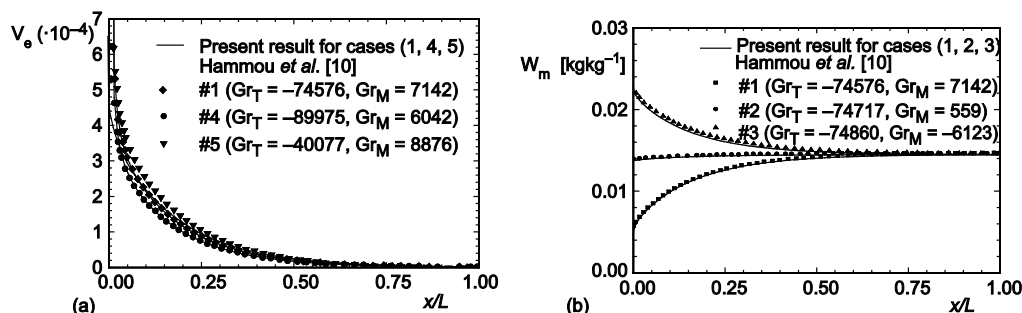 V_e (·10⁻⁴)
7
6
5
4
3
2
1
0
0.00 0.25 0.50 0.75 1.00
x/L
(a)
Present result for cases (1, 4, 5)
Hammou et al. [10]
#1 (Gr_T = –74576, Gr_M = 7142)
#4 (Gr_T = –89975, Gr_M = 6042)
#5 (Gr_T = –40077, Gr_M = 8876)
0.03
W_m [kgkg⁻¹]
0.02
0.01
0.00
0.00 0.25 0.50 0.75 1.00
x/L
(b)
Present result for cases (1, 2, 3)
Hammou et al. [10]
#1 (Gr_T = –74576, Gr_M = 7142)
#2 (Gr_T = –74717, Gr_M = 559)
#3 (Gr_T = –74860, Gr_M = –6123)